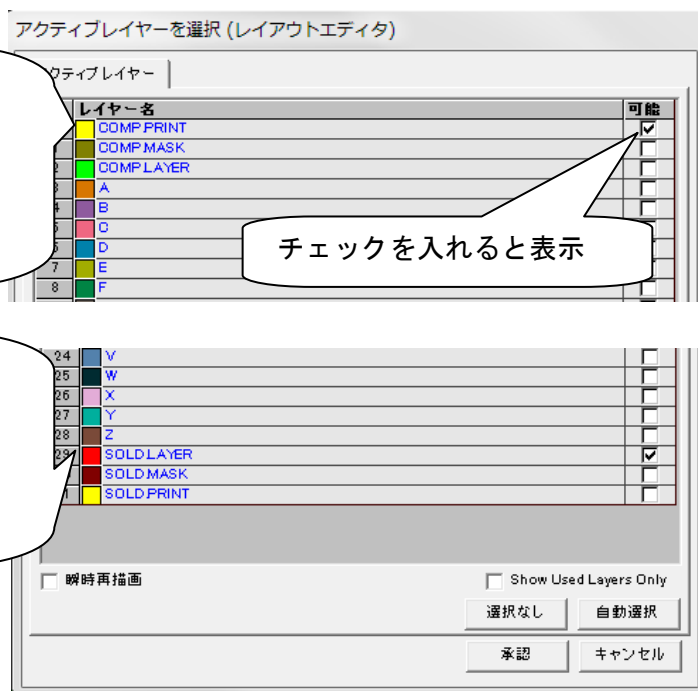 アクティブレイヤーを選択 (レイアウトエディタ)
クティブレイヤー
レイヤー名 可能
COMP.PRINT
COMP.MASK
COMP.LAYER
A
B
C
D
7 E
8 F
チェックを入れると表示
24 V
25 W
26 X
27 Y
28 Z
29 SOLD.LAYER
SOLD.MASK
SOLD.PRINT
瞬時再描画 Show Used Layers Only
選択なし 自動選択
承認 キャンセル